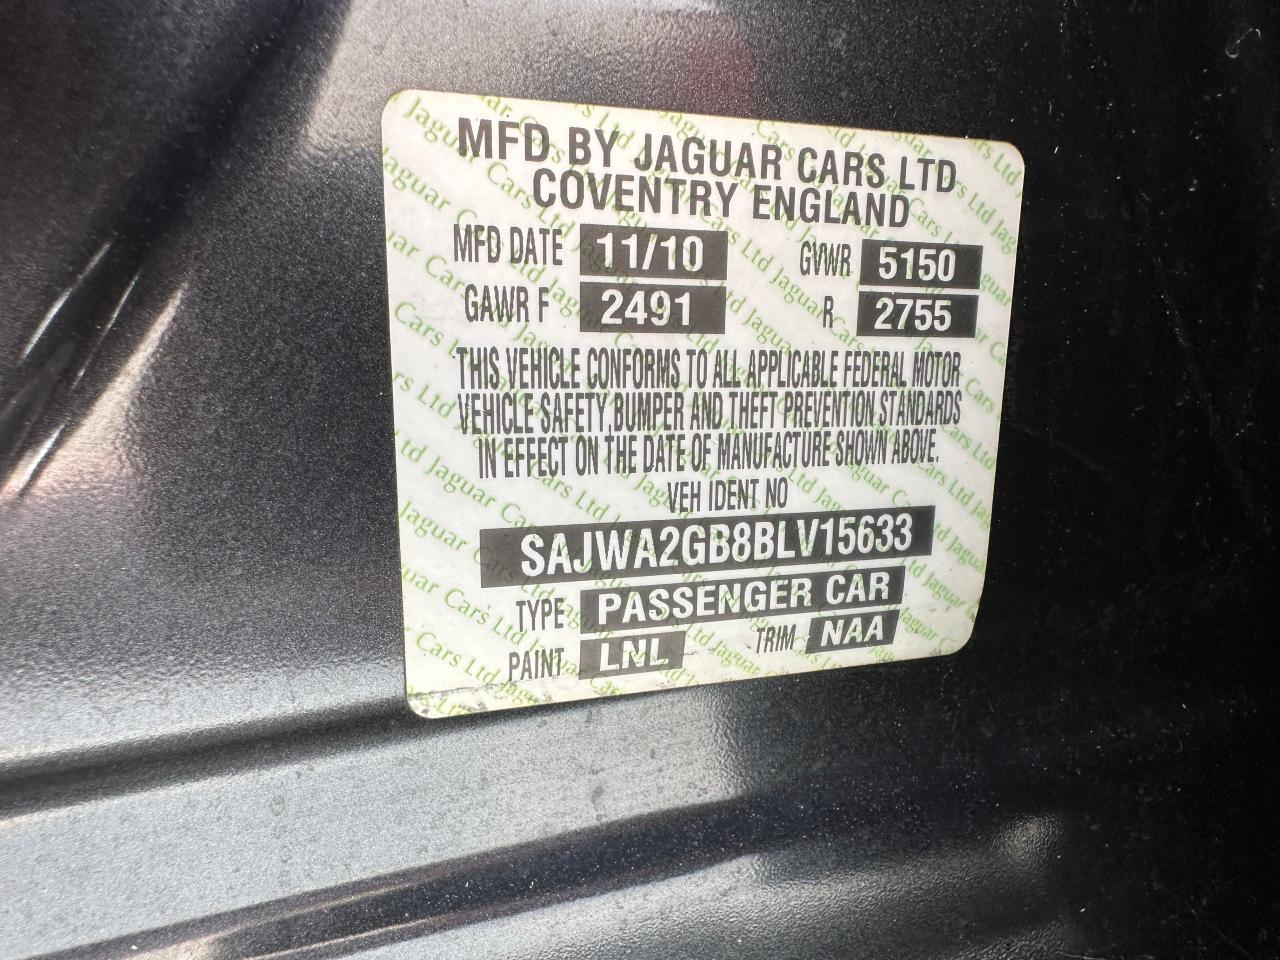 MFD BY JAGUAR CARS LTD
COVENTRY ENGLAND
MFD DATE 11/10 GVWR 5150
GAWR F 2491 R 2755
THIS VEHICLE CONFORMS TO ALL APPLICABLE FEDERAL MOTOR
VEHICLE SAFETY, BUMPER AND THEFT PREVENTION STANDARDS
IN EFFECT ON THE DATE OF MANUFACTURE SHOWN ABOVE.
VEH IDENT NO
SAJWA2GB8BLV15633
TYPE PASSENGER CAR
PAINT LNL TRIM NAA